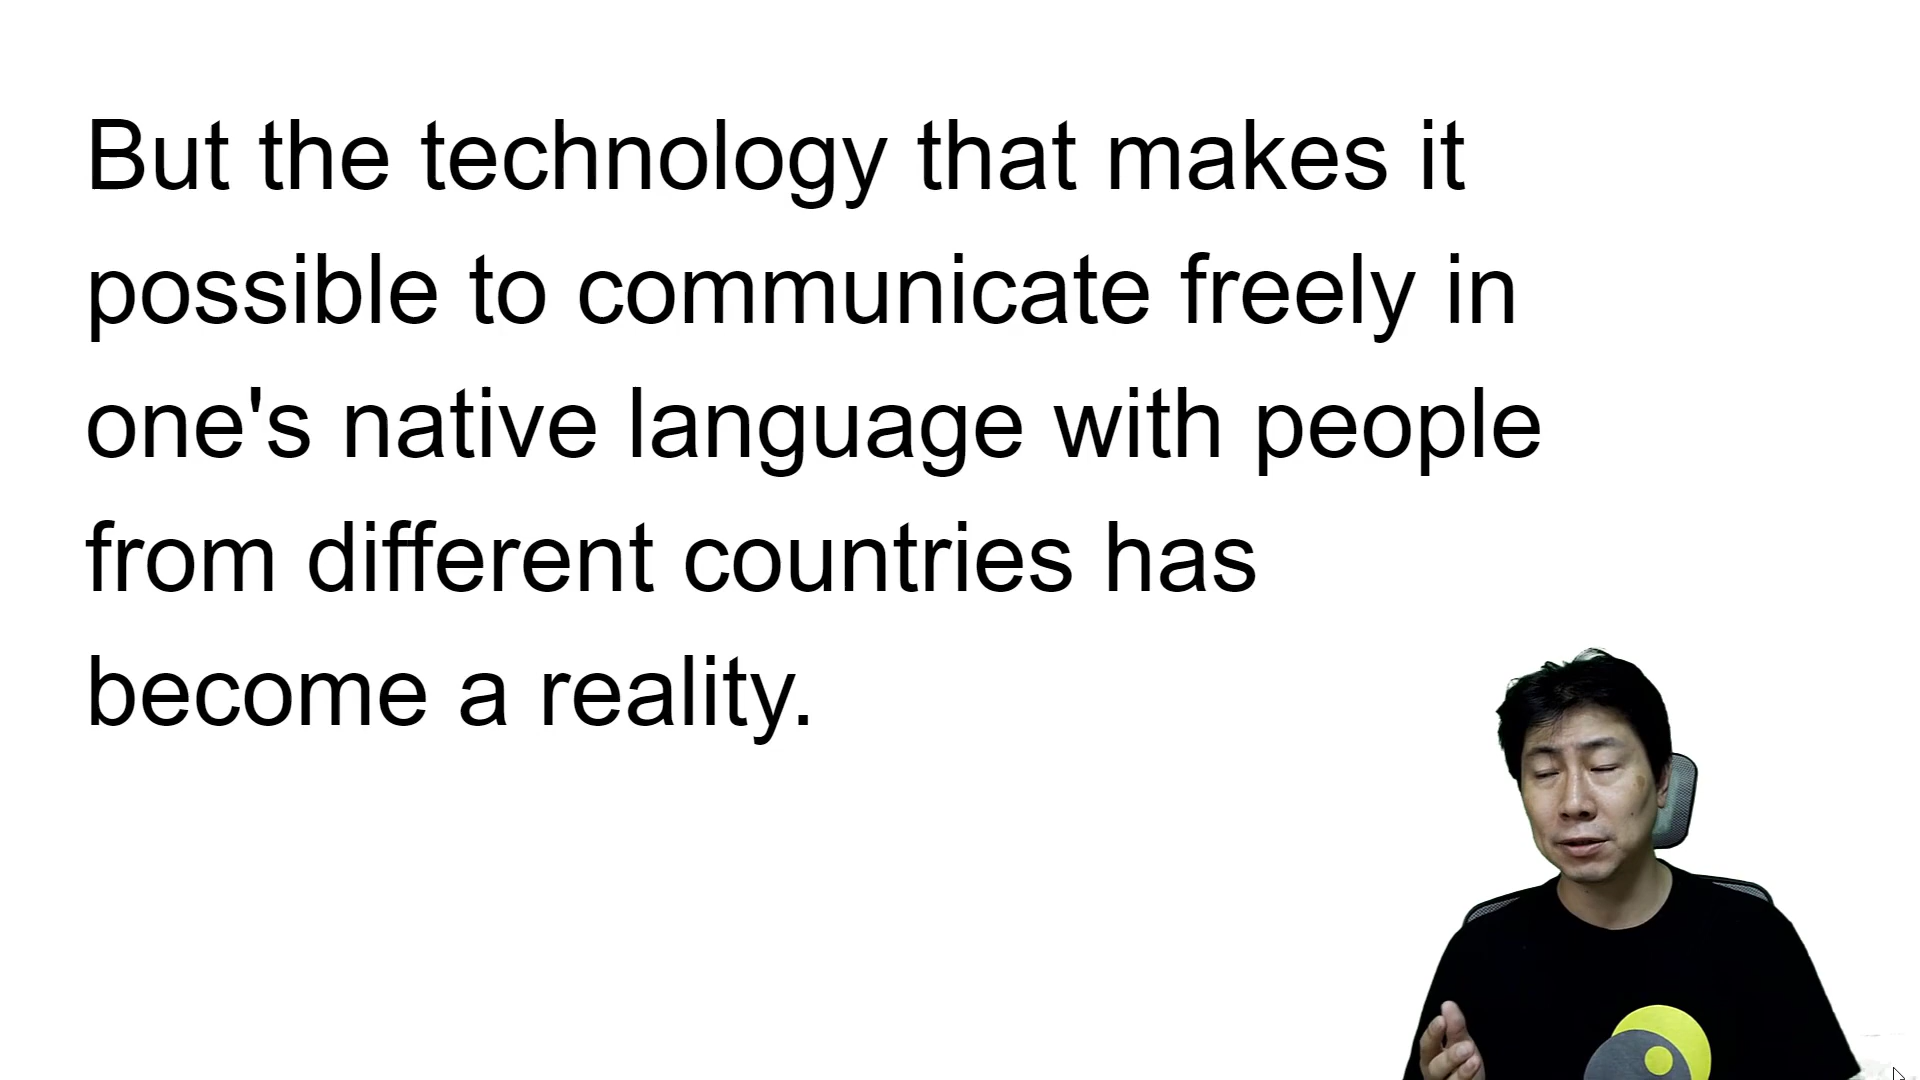 But the technology that makes it
possible to communicate freely in
one's native language with people
from different countries has
become a reality.